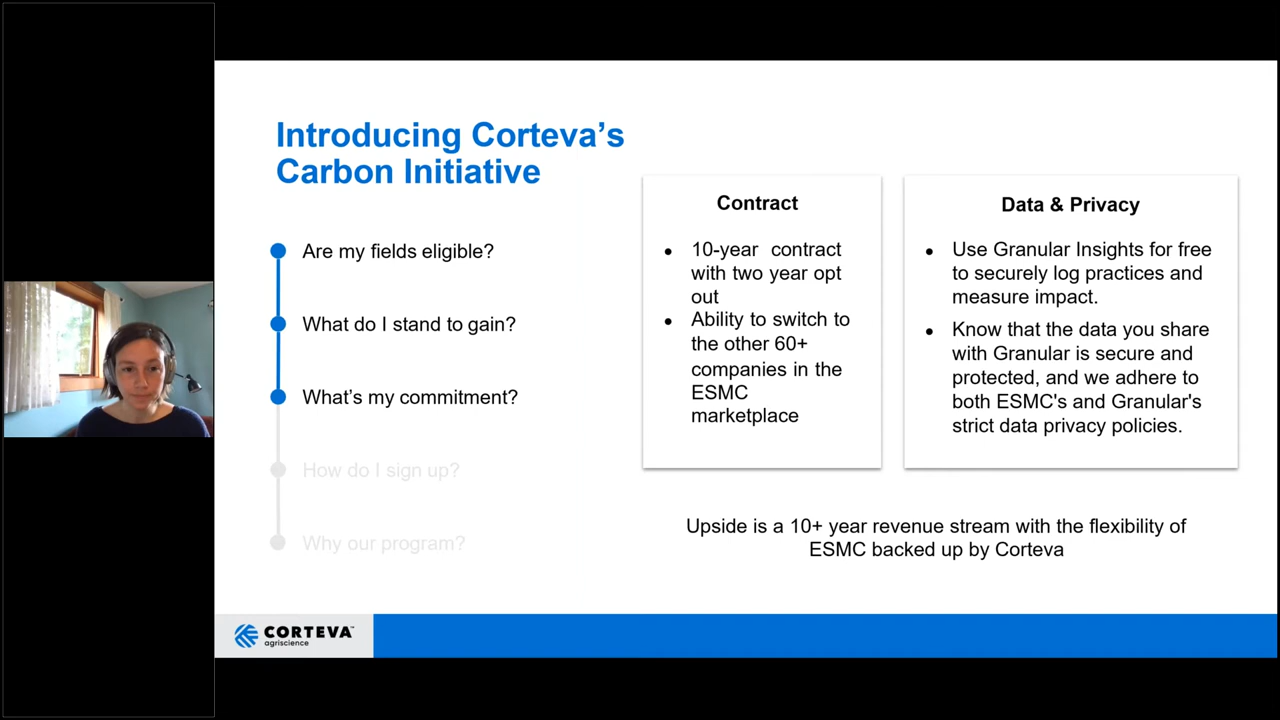 Introducing Corteva’s
Carbon Initiative
Are my fields eligible?
What do I stand to gain?
What’s my commitment?
How do I sign up?
Why our program?
Contract
• 10-year contract
with two year opt
out
• Ability to switch to
the other 60+
companies in the
ESMC
marketplace
Data & Privacy
• Use Granular Insights for free
to securely log practices and
measure impact.
• Know that the data you share
with Granular is secure and
protected, and we adhere to
both ESMC's and Granular's
strict data privacy policies.
Upside is a 10+ year revenue stream with the flexibility of
ESMC backed up by Corteva
CORTEVA™
agriscience